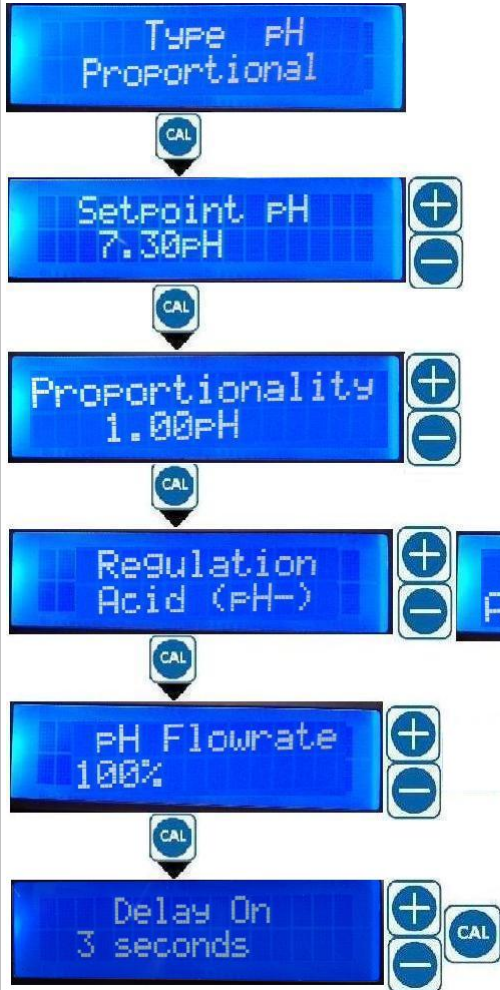 Type pH
Proportional
CAL
Setpoint pH
7.30pH
CAL
Proportionality
1.00pH
CAL
Regulation
Acid (pH-)
CAL
pH Flowrate
100%
CAL
Delay On
3 seconds
CAL